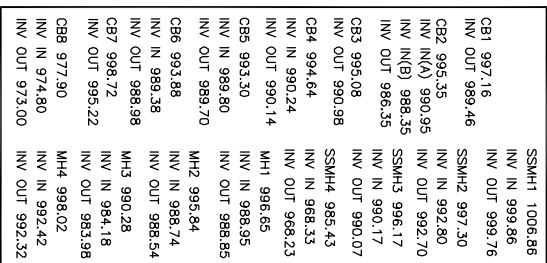 CB1 997.16
INV OUT 989.46
CB2 995.35
INV IN(A) 990.95
INV IN(B) 988.35
INV OUT 986.35
CB3 995.08
INV OUT 990.98
CB4 994.64
INV IN 990.24
INV OUT 990.14
CB5 993.30
INV IN 989.80
INV OUT 989.70
CB6 993.88
INV IN 989.38
INV OUT 988.98
CB7 998.72
INV OUT 995.22
CB8 977.90
INV IN 974.80
INV OUT 973.00
SSMH1 1006.86
INV IN 999.86
INV OUT 999.76
SSMH2 997.30
INV IN 992.80
INV OUT 992.70
SSMH3 996.17
INV IN 990.17
INV OUT 990.07
SSMH4 985.43
INV IN 968.33
INV OUT 968.23
MH1 996.65
INV IN 988.95
INV OUT 988.85
MH2 995.84
INV IN 988.74
INV OUT 988.54
MH3 990.28
INV IN 984.18
INV OUT 983.98
MH4 998.02
INV IN 992.42
INV OUT 992.32